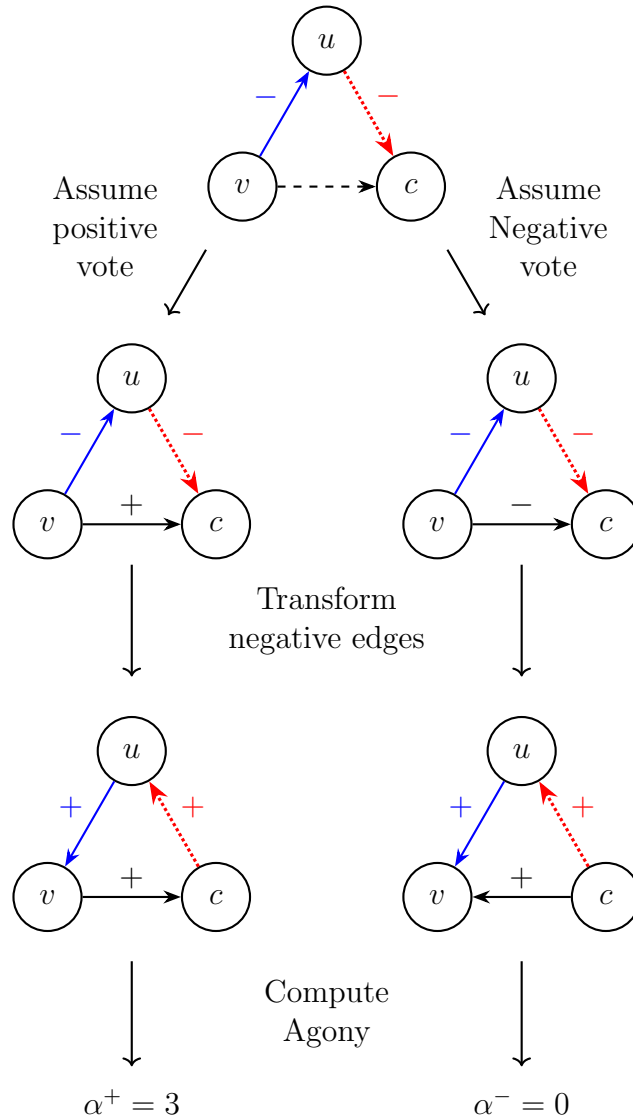 u
− −
v c
Assume
positive
vote
Assume
Negative
vote
u u
− − − −
v + c v − c
Transform
negative edges
u u
+ + + +
v + c v + c
Compute
Agony
α⁺ = 3 α⁻ = 0